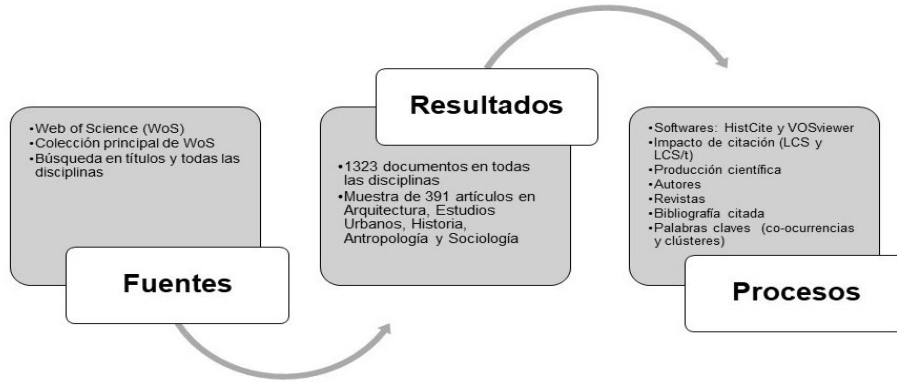 •Web of Science (WoS)
•Colección principal de WoS
•Búsqueda en títulos y todas las
disciplinas
Fuentes
Resultados
•1323 documentos en todas
las disciplinas
•Muestra de 391 artículos en
Arquitectura, Estudios
Urbanos, Historia,
Antropología y Sociología
•Softwares: HistCite y VOSviewer
•Impacto de citación (LCS y
LCS/t)
•Producción científica
•Autores
•Revistas
•Bibliografía citada
•Palabras claves (co-ocurrencias
y clústeres)
Procesos